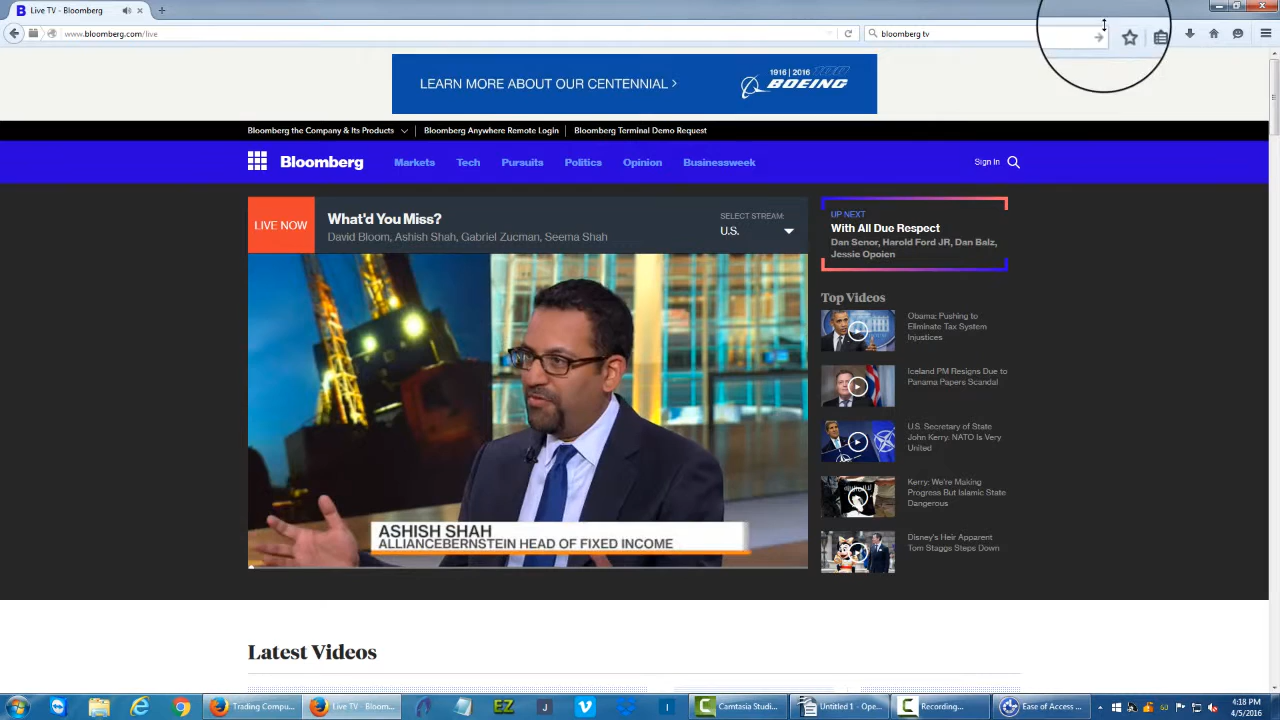 B Live TV - Bloomberg
www.bloomberg.com/live
bloomberg tv
LEARN MORE ABOUT OUR CENTENNIAL >
1916 | 2016
BOEING
Bloomberg the Company & Its Products
Bloomberg Anywhere Remote Login
Bloomberg Terminal Demo Request
Bloomberg
Markets
Tech
Pursuits
Politics
Opinion
Businessweek
Sign In
LIVE NOW
What'd You Miss?
David Bloom, Ashish Shah, Gabriel Zucman, Seema Shah
SELECT STREAM:
U.S.
ASHISH SHAH
ALLIANCEBERNSTEIN HEAD OF FIXED INCOME
UP NEXT
With All Due Respect
Dan Senor, Harold Ford JR, Dan Balz,
Jessie Opoien
Top Videos
Obama: Pushing to
Eliminate Tax System
Injustices
Iceland PM Resigns Due to
Panama Papers Scandal
U.S. Secretary of State
John Kerry: NATO Is Very
United
Kerry: We're Making
Progress But Islamic State
Dangerous
Disney's Heir Apparent
Tom Staggs Steps Down
Latest Videos
Trading Compu...
Live TV - Bloom...
EZ
J
I
Camtasia Studi...
Untitled 1 - Ope...
Recording...
Ease of Access ...
4:18 PM
4/5/2016